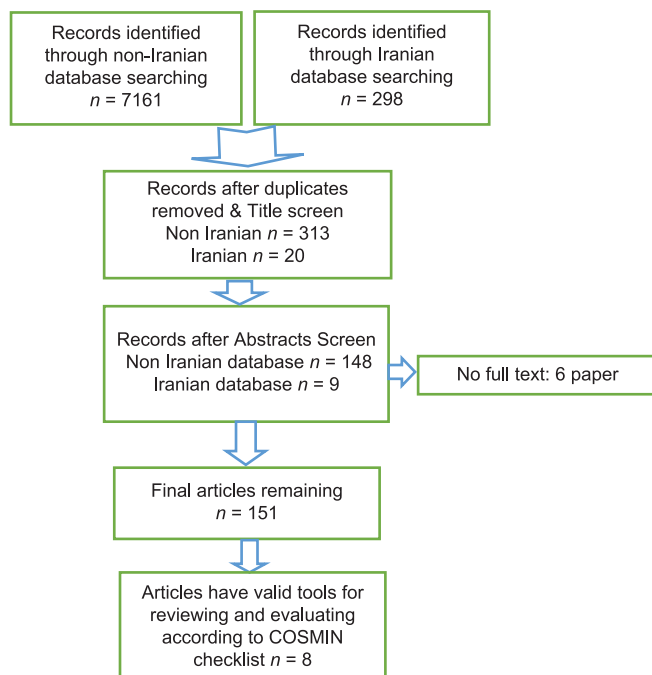 Records identified
through non-Iranian
database searching
n = 7161
Records identified
through Iranian
database searching
n = 298
Records after duplicates
removed & Title screen
Non Iranian n = 313
Iranian n = 20
Records after Abstracts Screen
Non Iranian database n = 148
Iranian database n = 9
No full text: 6 paper
Final articles remaining
n = 151
Articles have valid tools for
reviewing and evaluating
according to COSMIN
checklist n = 8